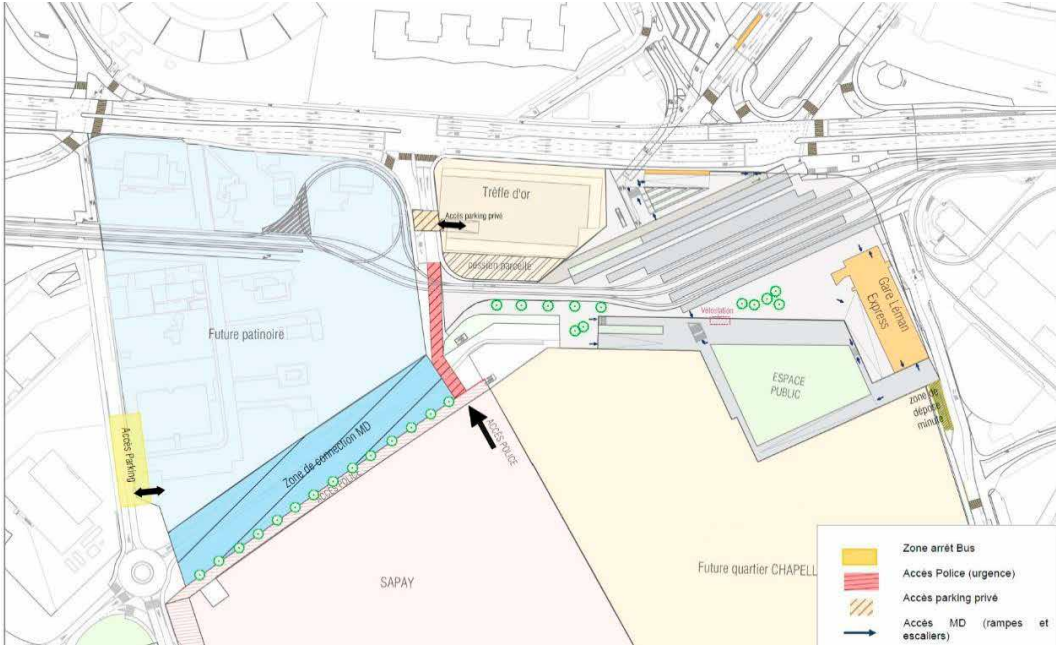 Trèfle d'or
Accès parking privé
cession parcelle
Future patinoire
Vélostation
Gare Léman
Express
ESPACE
PUBLIC
zone de
dépose
minute
Accès Parking
Zone de connection MD
ACCÈS POLICE
ACCÈS POLICE
SAPAY
Future quartier CHAPELL
Zone arrêt Bus
Accès Police (urgence)
Accès parking privé
Accès MD (rampes et
escaliers)